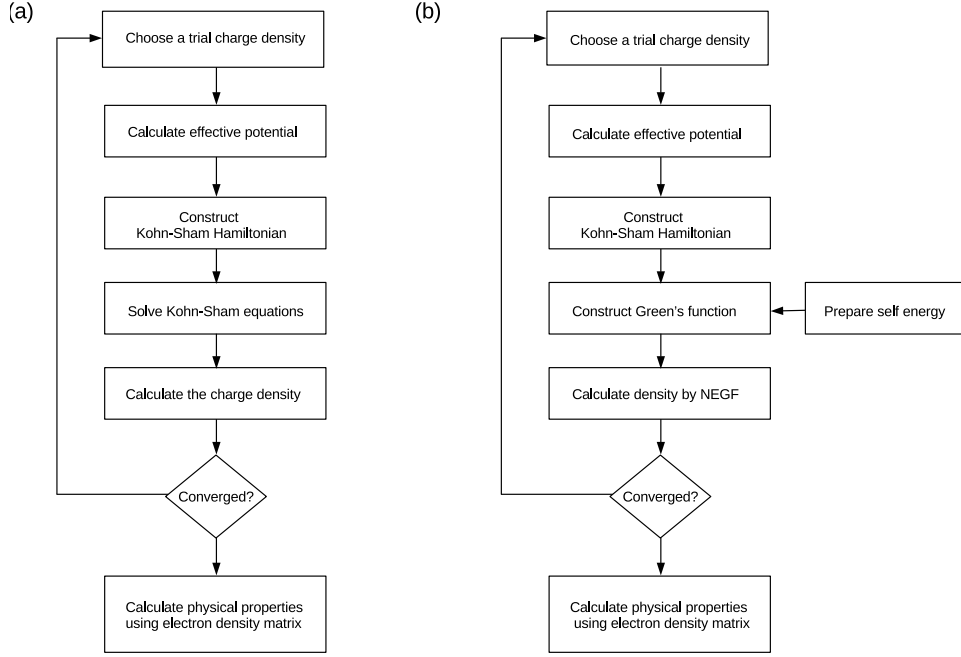 (a)
Choose a trial charge density
Calculate effective potential
Construct
Kohn-Sham Hamiltonian
Solve Kohn-Sham equations
Calculate the charge density
Converged?
Calculate physical properties
using electron density matrix
(b)
Choose a trial charge density
Calculate effective potential
Construct
Kohn-Sham Hamiltonian
Construct Green's function
Prepare self energy
Calculate density by NEGF
Converged?
Calculate physical properties
using electron density matrix